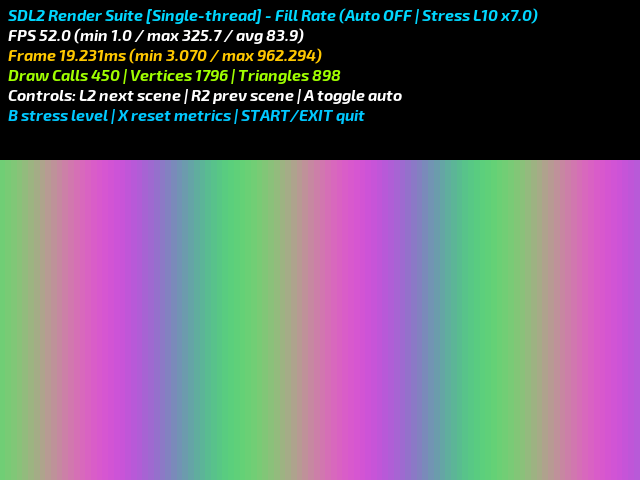 SDL2 Render Suite [Single-thread] - Fill Rate (Auto OFF | Stress L10 x7.0)
FPS 52.0 (min 1.0 / max 325.7 / avg 83.9)
Frame 19.231ms (min 3.070 / max 962.294)
Draw Calls 450 | Vertices 1796 | Triangles 898
Controls: L2 next scene | R2 prev scene | A toggle auto
B stress level | X reset metrics | START/EXIT quit